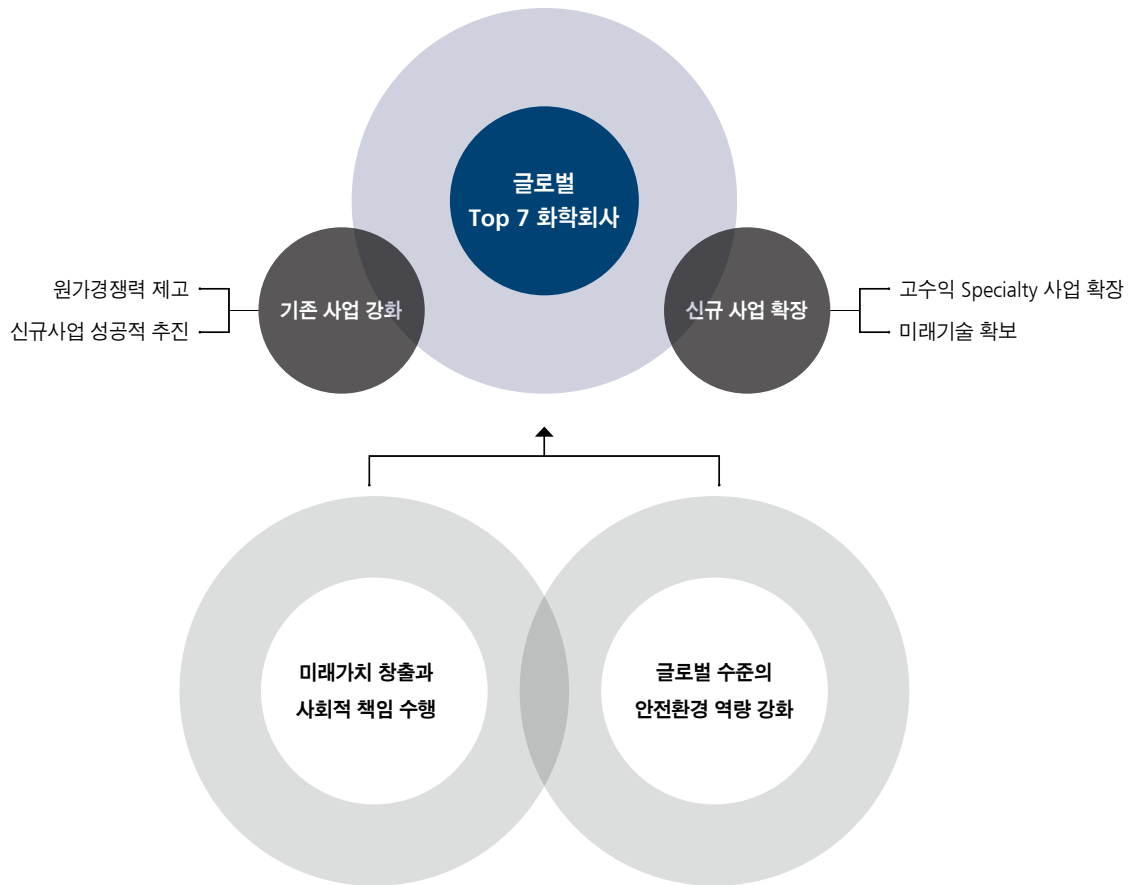 글로벌
Top 7 화학회사
원가경쟁력 제고
신규사업 성공적 추진
기존 사업 강화
신규 사업 확장
고수익 Specialty 사업 확장
미래기술 확보
미래가치 창출과
사회적 책임 수행
글로벌 수준의
안전환경 역량 강화